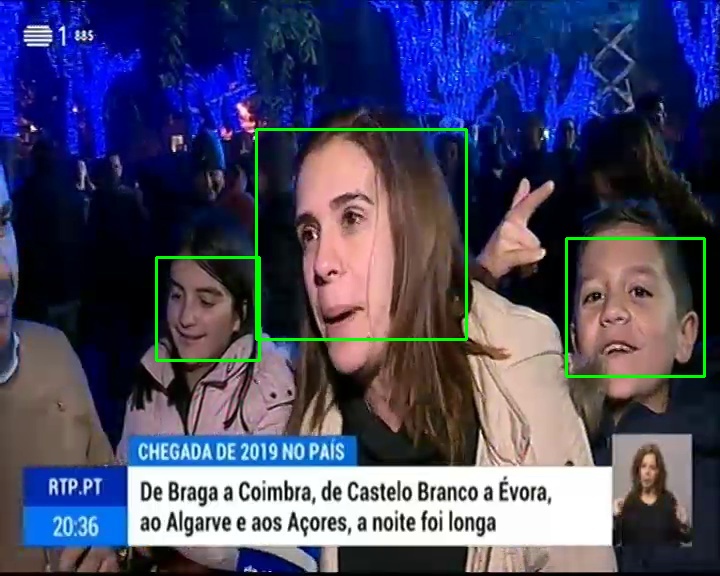 1 885
CHEGADA DE 2019 NO PAÍS
RTP.PT
De Braga a Coimbra, de Castelo Branco a Évora,
20:36
ao Algarve e aos Açores, a noite foi longa